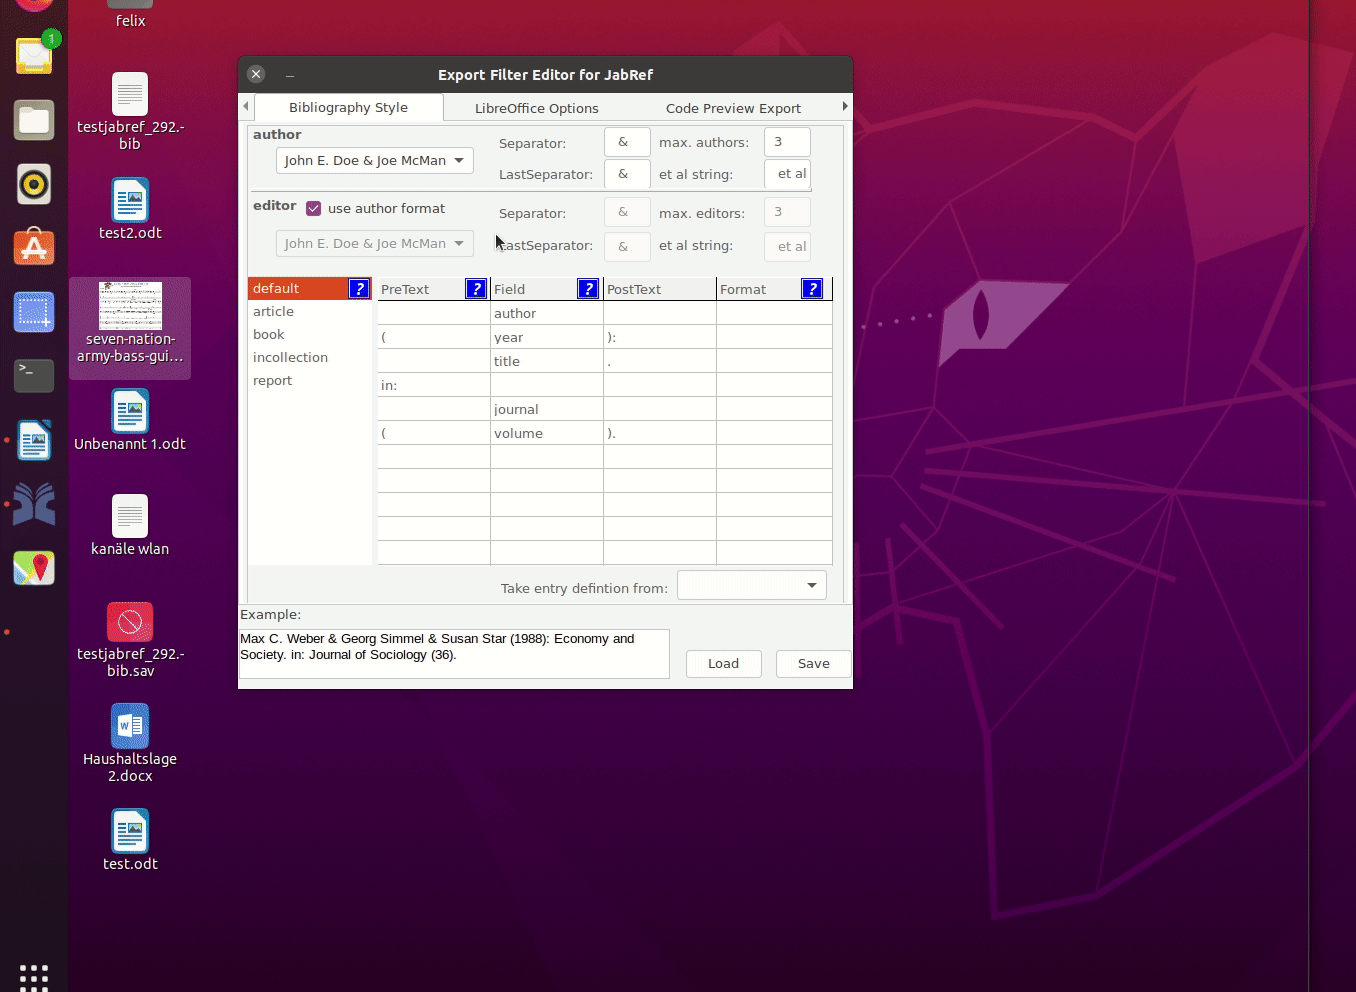 felix
1
testjabref_292.-
bib
test2.odt
seven-nation-
army-bass-gui...
Unbenannt 1.odt
kanäle wlan
testjabref_292.-
bib.sav
Haushaltslage
2.docx
test.odt
>_
W
Export Filter Editor for JabRef
Bibliography Style LibreOffice Options Code Preview Export
author
John E. Doe & Joe McMan
Separator: & max. authors: 3
LastSeparator: & et al string: et al
editor use author format
John E. Doe & Joe McMan
Separator: & max. editors: 3
LastSeparator: & et al string: et al
default ? PreText ? Field ? PostText Format ?
article
book
incollection
report
author
( year ):
title .
in:
journal
( volume ).
Take entry defintion from:
Example:
Max C. Weber & Georg Simmel & Susan Star (1988): Economy and
Society. in: Journal of Sociology (36).
Load Save